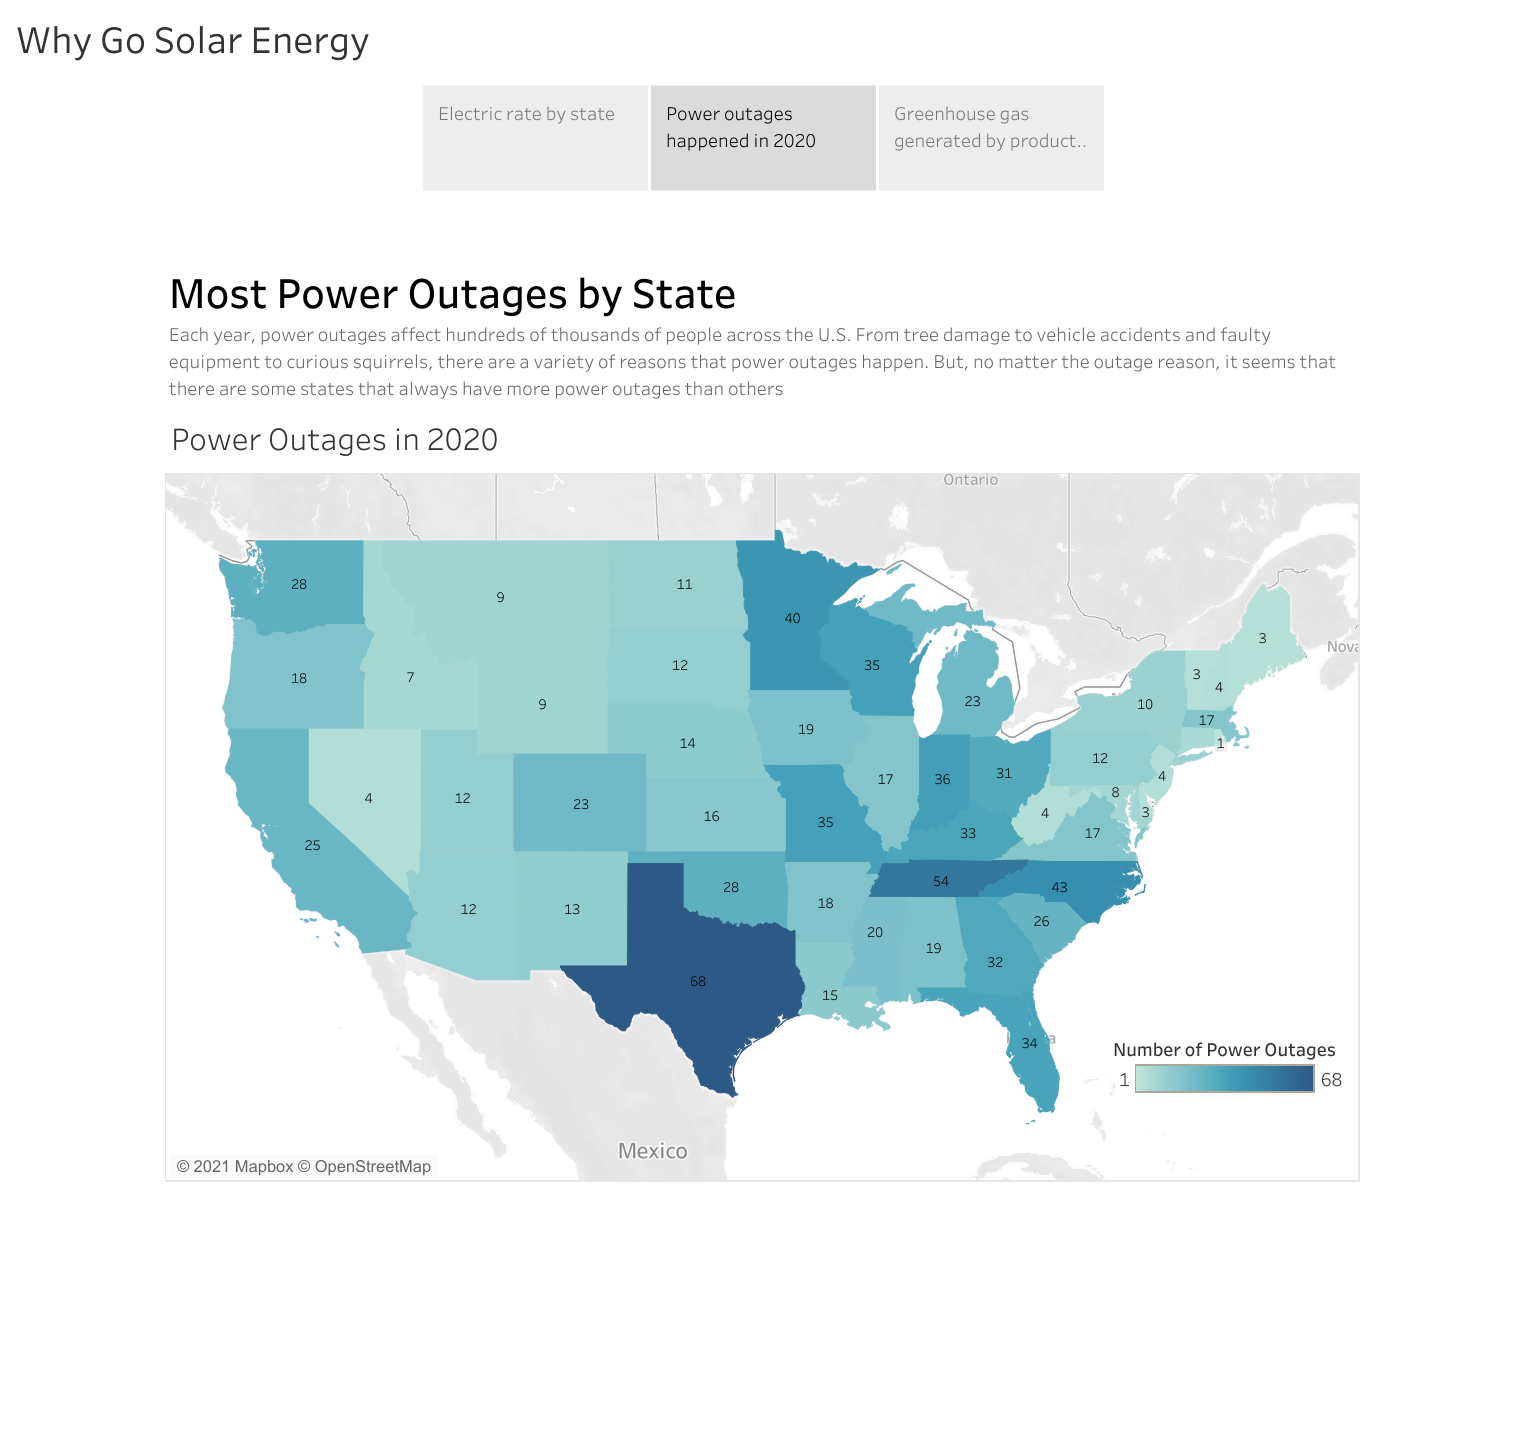 Why Go Solar Energy
Electric rate by state
Power outages
happened in 2020
Greenhouse gas
generated by product..
Most Power Outages by State
Each year, power outages affect hundreds of thousands of people across the U.S. From tree damage to vehicle accidents and faulty
equipment to curious squirrels, there are a variety of reasons that power outages happen. But, no matter the outage reason, it seems that
there are some states that always have more power outages than others
Power Outages in 2020
Ontario
28
9
11
40
3
Nova
18
7
12
35
3
4
9
23
10
14
19
17
1
4
12
23
16
17
36
31
12
4
8
3
25
35
33
4
17
12
13
28
18
54
43
20
19
26
68
15
32
34
a
Number of Power Outages
1
68
Mexico
© 2021 Mapbox © OpenStreetMap